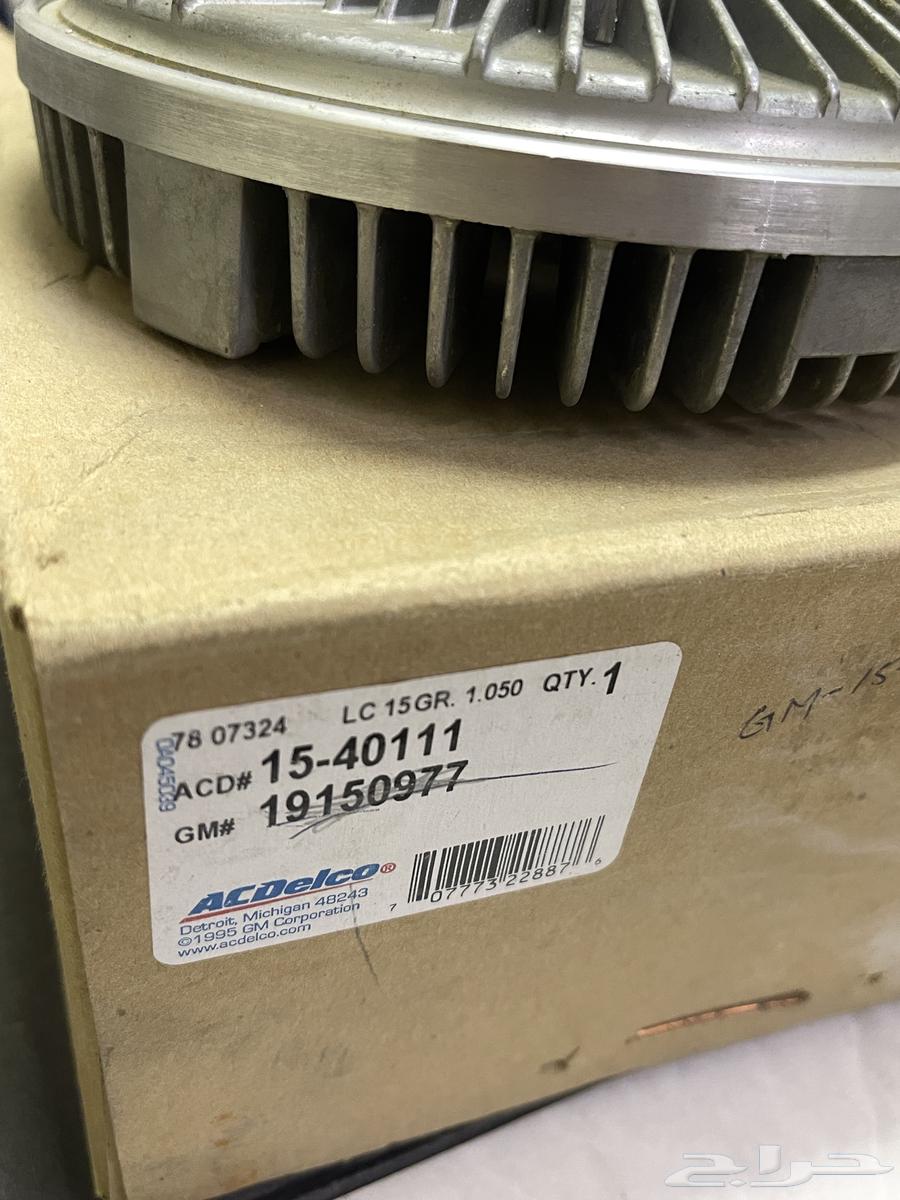 78 07324 LC 15GR. 1.050 QTY. 1
ACD# 15-40111
GM# 19150977
040A5039
ACDelco®
Detroit, Michigan 48243
©1995 GM Corporation
www.acdelco.com
7 07773 22887 6
GM-15
حراج